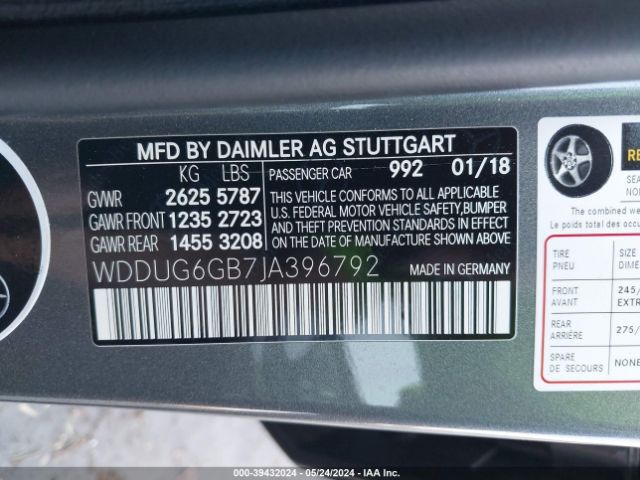 MFD BY DAIMLER AG STUTTGART
KG LBS PASSENGER CAR 992 01/18
GVWR 2625 5787
GAWR FRONT 1235 2723
GAWR REAR 1455 3208
THIS VEHICLE CONFORMS TO ALL APPLICABLE
U.S. FEDERAL MOTOR VEHICLE SAFETY, BUMPER
AND THEFT PREVENTION STANDARDS IN EFFECT
ON THE DATE OF MANUFACTURE SHOWN ABOVE.
WDDUG6GB7JA396792 MADE IN GERMANY
The combined
Le poids total des
TIRE SIZE
PNEU
FRONT 245/
AVANT
REAR 275/
ARRIÈRE
SPARE NONE
DE SECOURS
000-39432024 • 05/24/2024 • IAA Inc.